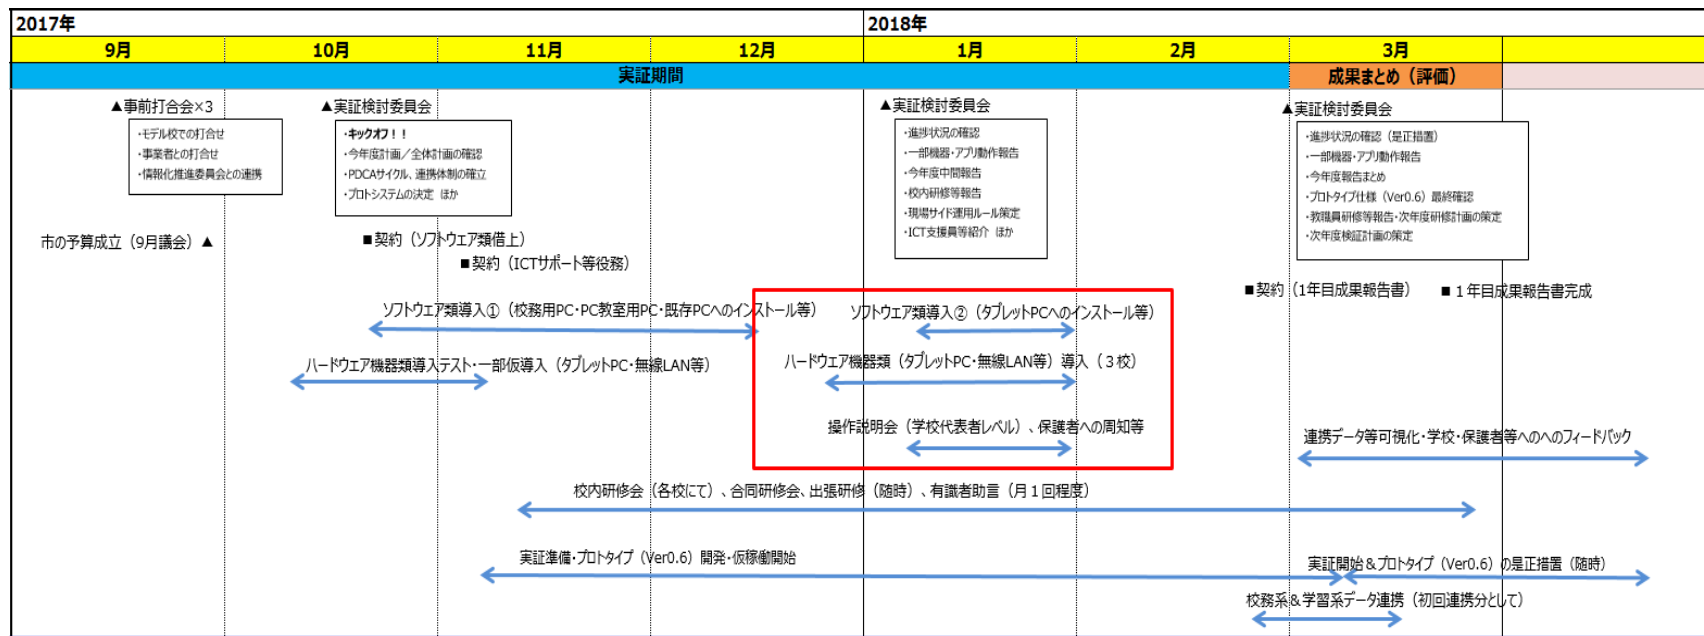 2017年
2018年
9月
10月
11月
12月
1月
2月
3月
実証期間
成果まとめ（評価）
▲事前打合会×3
・モデル校での打合せ
・事業者との打合せ
・情報化推進委員会との連携
▲実証検討委員会
・キックオフ！！
・今年度計画／全体計画の確認
・PDCAサイクル、連携体制の確立
・プロトシステムの決定 ほか
▲実証検討委員会
・進捗状況の確認
・一部機器・アプリ動作報告
・今年度中間報告
・校内研修等報告
・現場サイド運用ルール策定
・ICT支援員等紹介 ほか
▲実証検討委員会
・進捗状況の確認（是正措置）
・一部機器・アプリ動作報告
・今年度報告まとめ
・プロトタイプ仕様（Ver0.6）最終確認
・教職員研修等報告・次年度研修計画の策定
・次年度検証計画の策定
市の予算成立（9月議会）▲
■契約（ソフトウェア類借上）
■契約（ICTサポート等役務）
■契約（1年目成果報告書）
■１年目成果報告書完成
ソフトウェア類導入①（校務用PC・PC教室用PC・既存PCへのインストール等）
ソフトウェア類導入②（タブレットPCへのインストール等）
ハードウェア機器類導入テスト・一部仮導入（タブレットPC・無線LAN等）
ハードウェア機器類（タブレットPC・無線LAN等）導入（３校）
操作説明会（学校代表者レベル）、保護者への周知等
連携データ等可視化・学校・保護者等へのへのフィードバック
校内研修会（各校にて）、合同研修会、出張研修（随時）、有識者助言（月１回程度）
実証準備・プロトタイプ（Ver0.6）開発・仮稼働開始
実証開始＆プロトタイプ（Ver0.6）の是正措置（随時）
校務系＆学習系データ連携（初回連携分として）